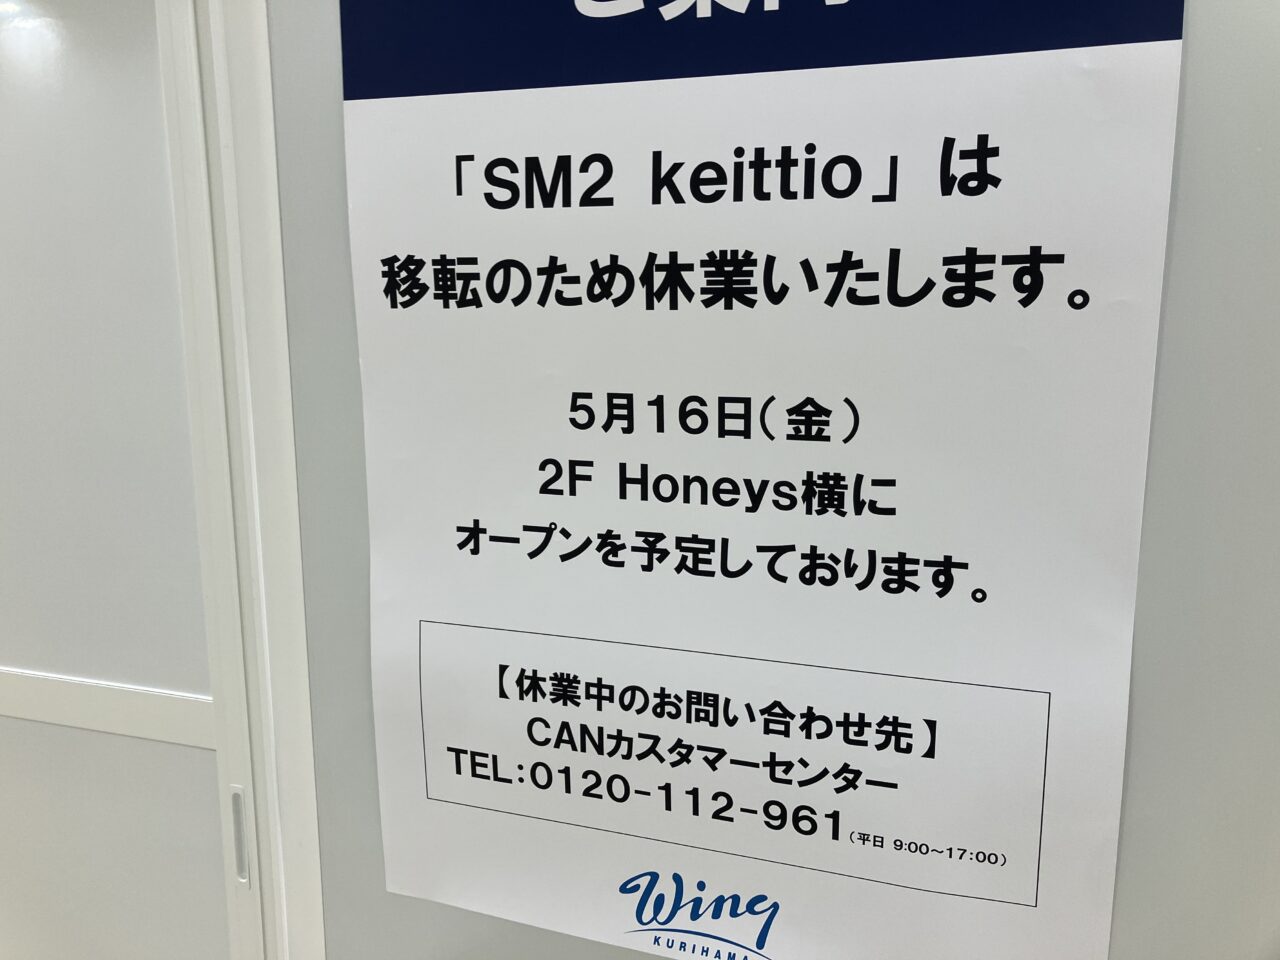 ご案内
「SM2 keittio」は
移転のため休業いたします。
5月16日(金)
2F Honeys横に
オープンを予定しております。
【休業中のお問い合わせ先】
CANカスタマーセンター
TEL:0120-112-961(平日 9:00～17:00)
Wing
KURIHAMA